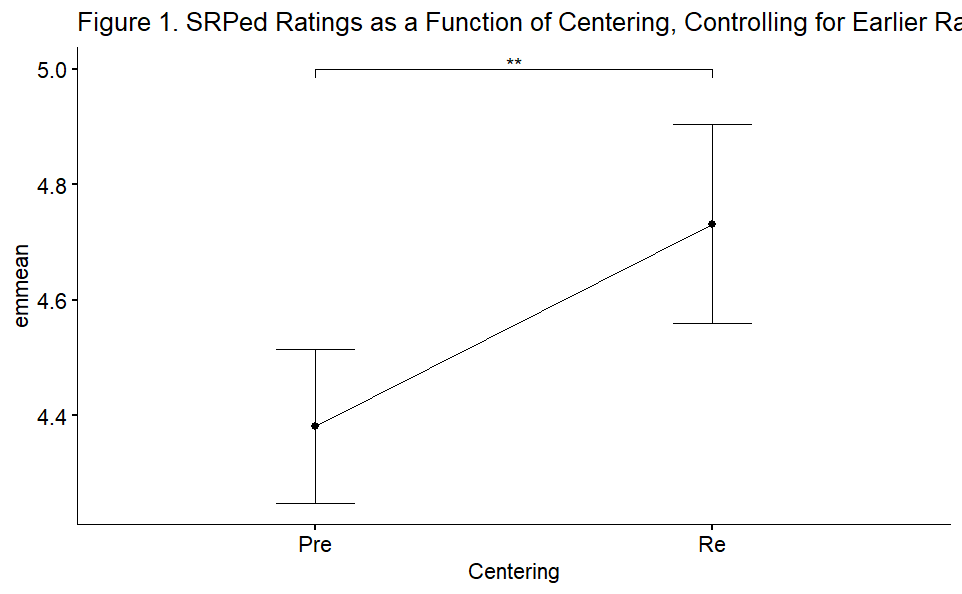 Figure 1. SRPed Ratings as a Function of Centering, Controlling for Earlier Ra
**
5.0
4.8
4.6
4.4
emmean
Pre
Re
Centering